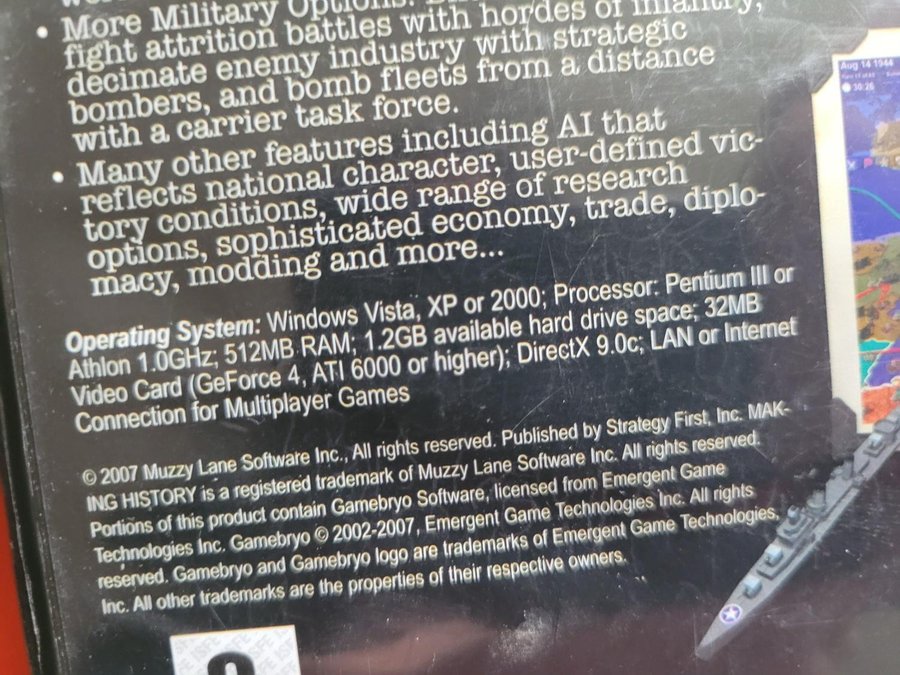 • More Military Options:
fight attrition battles with hordes of infantry,
decimate enemy industry with strategic
bombers, and bomb fleets from a distance
with a carrier task force.
• Many other features including AI that
reflects national character, user-defined vic-
tory conditions, wide range of research
options, sophisticated economy, trade, diplo-
macy, modding and more...
Operating System: Windows Vista, XP or 2000; Processor: Pentium III or
Athlon 1.0GHz; 512MB RAM; 1.2GB available hard drive space; 32MB
Video Card (GeForce 4, ATI 6000 or higher); DirectX 9.0c; LAN or Internet
Connection for Multiplayer Games
© 2007 Muzzy Lane Software Inc., All rights reserved. Published by Strategy First, Inc. MAK-
ING HISTORY is a registered trademark of Muzzy Lane Software Inc. All rights reserved.
Portions of this product contain Gamebryo Software, licensed from Emergent Game
Technologies Inc. Gamebryo © 2002-2007, Emergent Game Technologies Inc. All rights
reserved. Gamebryo and Gamebryo logo are trademarks of Emergent Game Technologies,
Inc. All other trademarks are the properties of their respective owners.
Aug 14 1944
30:26